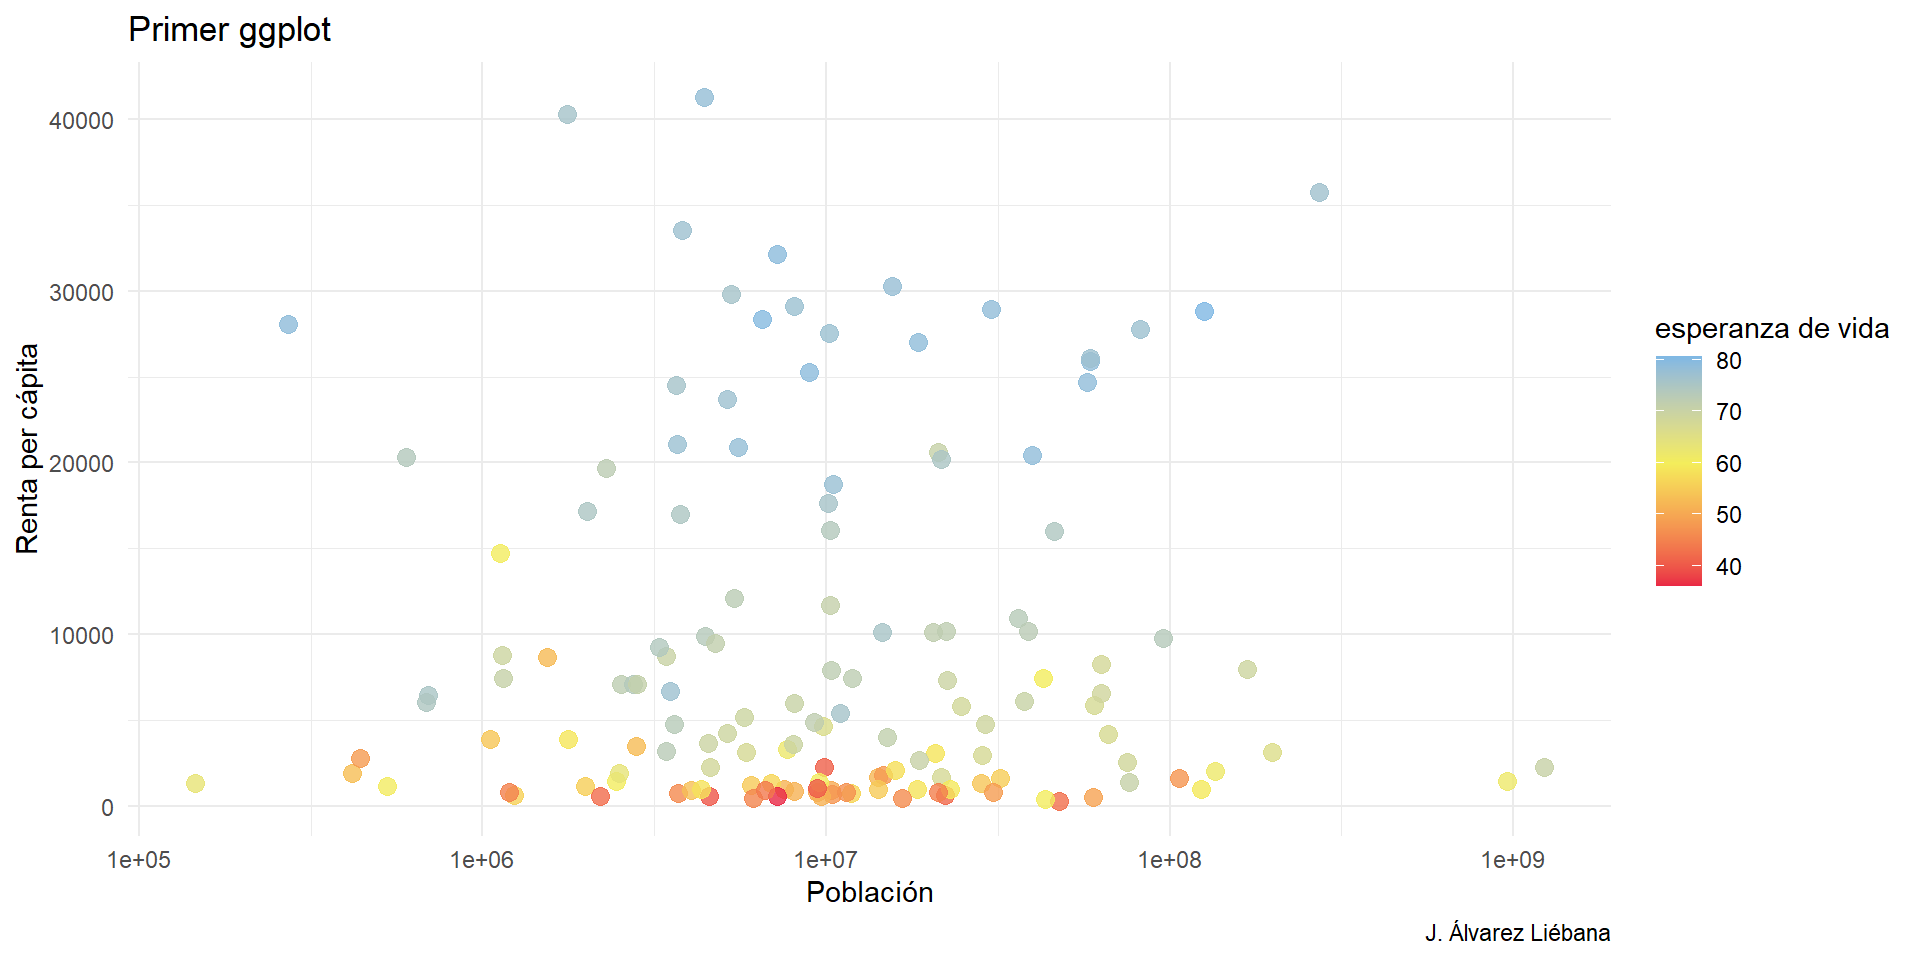 Primer ggplot
40000
30000
20000
10000
0
Renta per cápita
1e+05 1e+06 1e+07 1e+08 1e+09
Población
esperanza de vida
80
70
60
50
40
J. Álvarez Liébana